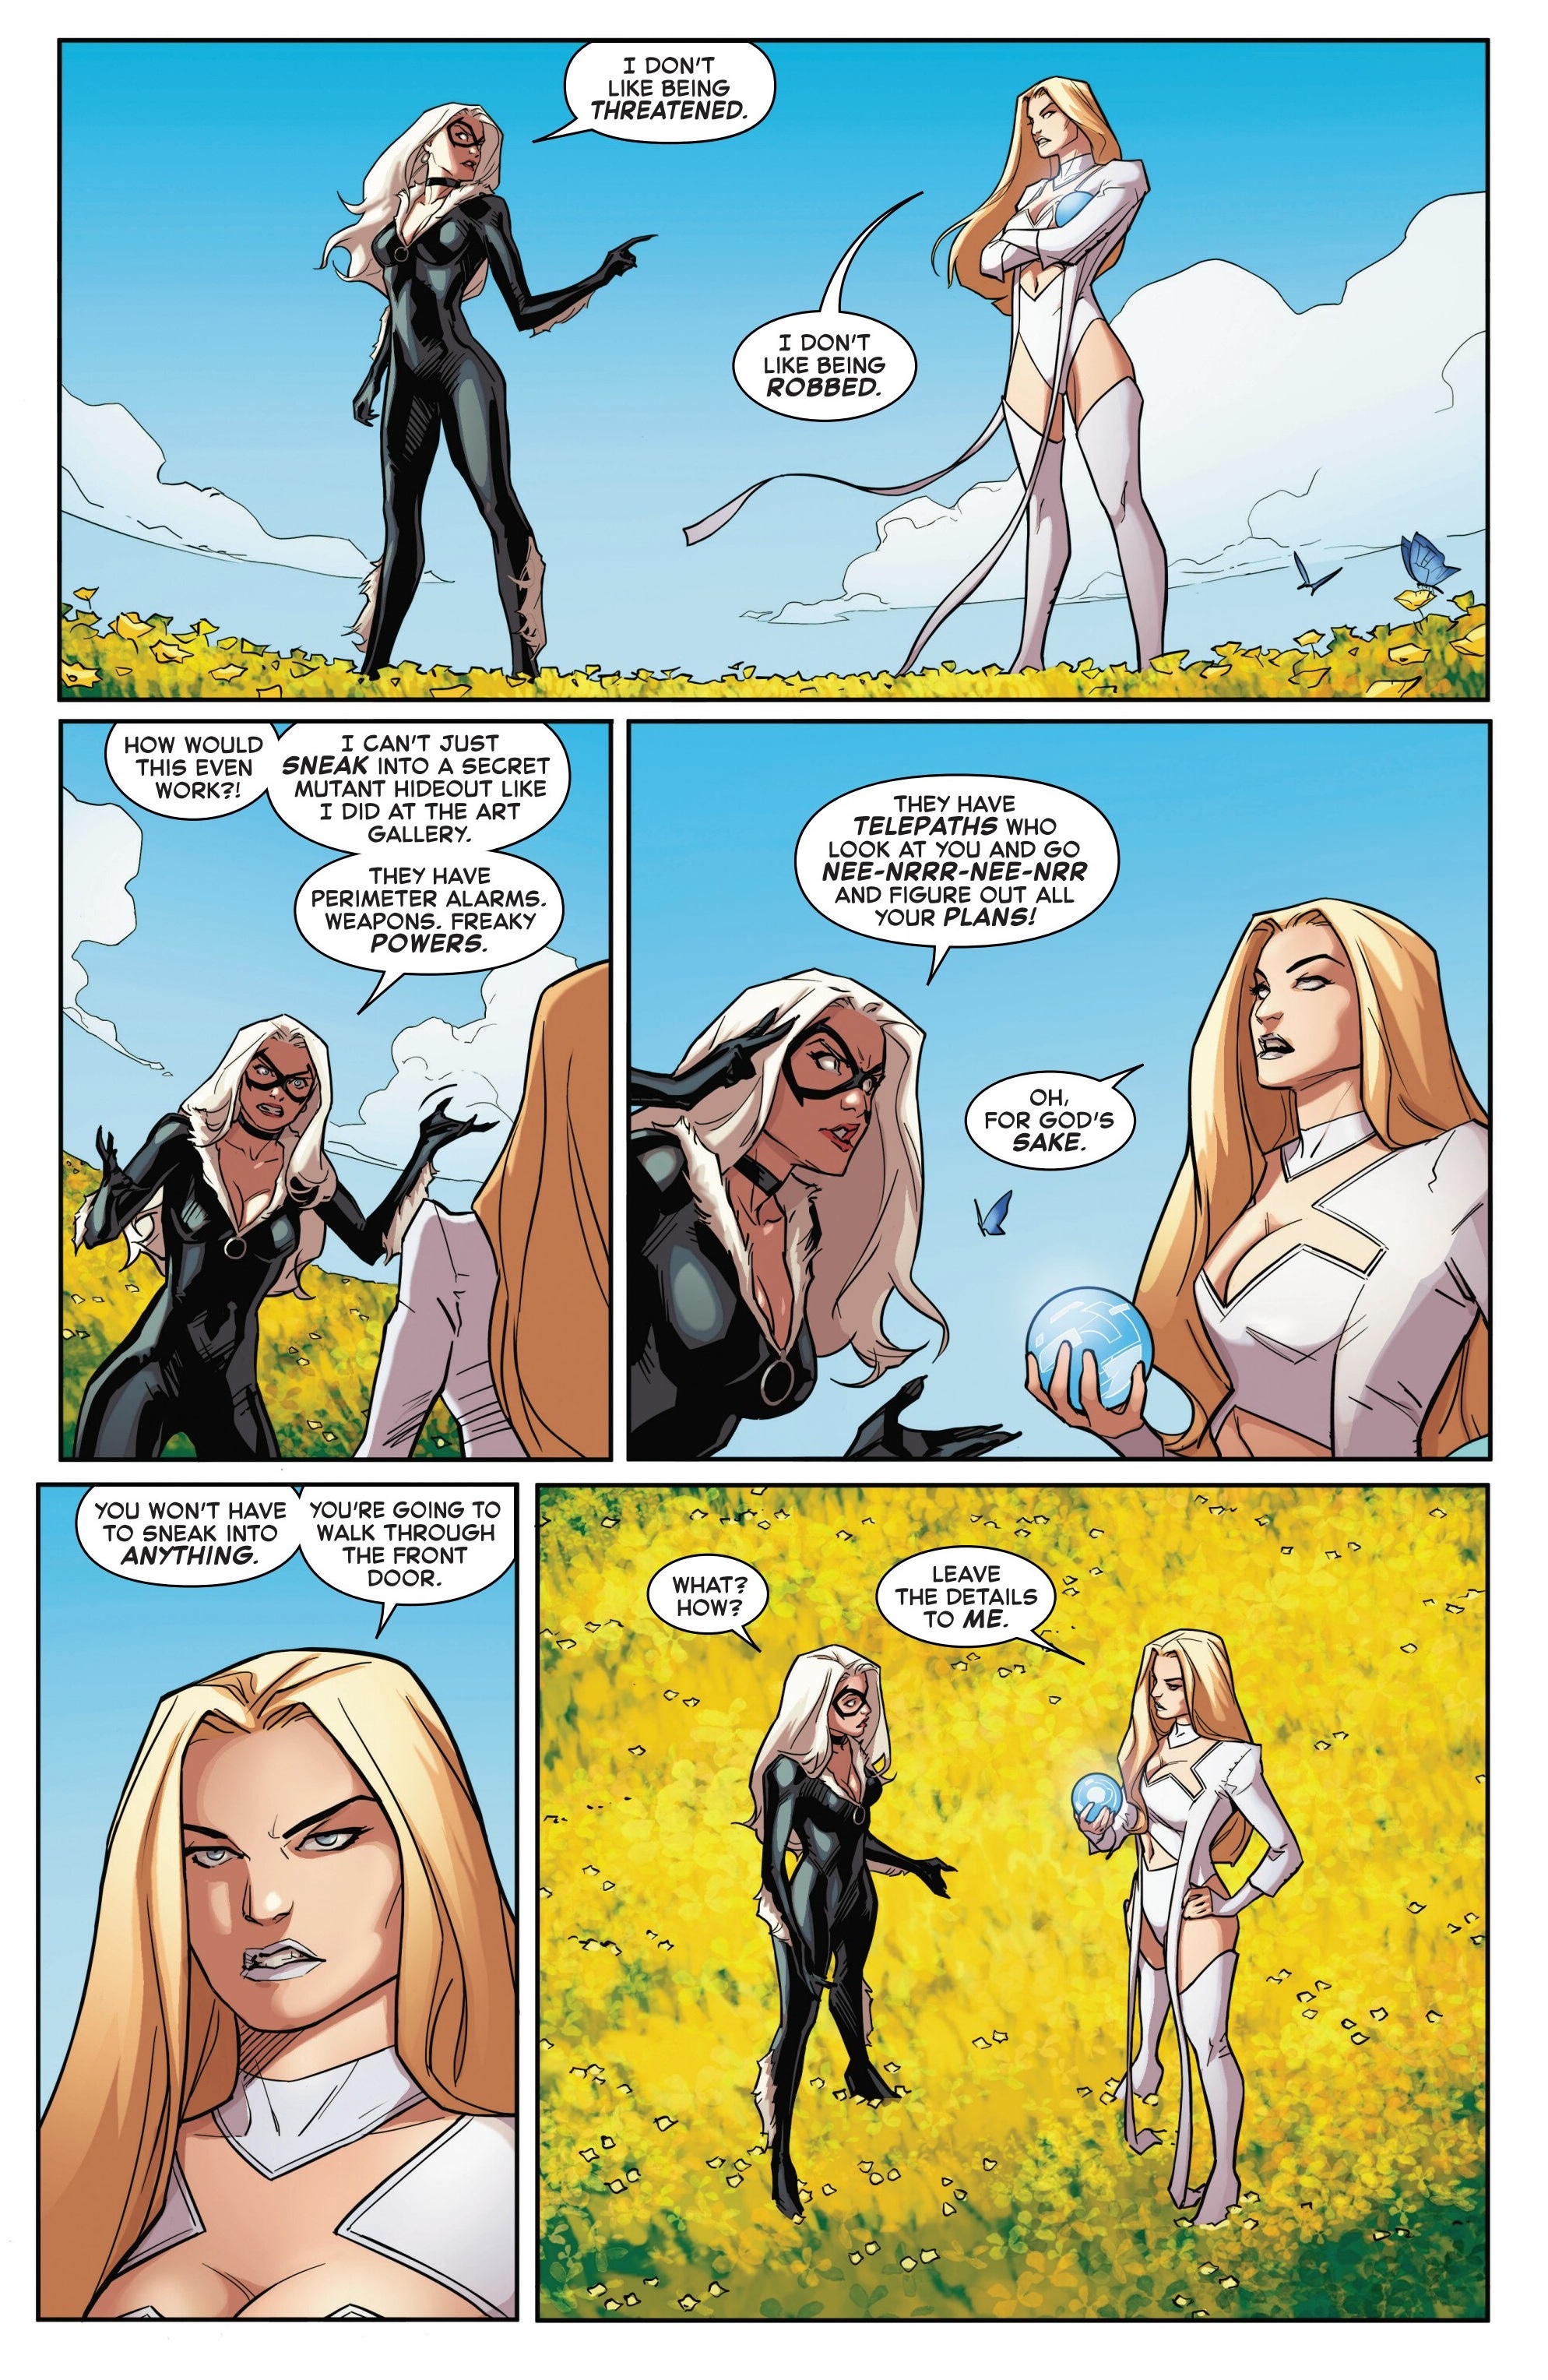 I DON'T
LIKE BEING
THREATENED.
I DON'T
LIKE BEING
ROBBED.
HOW WOULD
THIS EVEN
WORK?!
I CAN'T JUST
SNEAK INTO A SECRET
MUTANT HIDEOUT LIKE
I DID AT THE ART
GALLERY.
THEY HAVE
PERIMETER ALARMS.
WEAPONS. FREAKY
POWERS.
THEY HAVE
TELEPATHS WHO
LOOK AT YOU AND GO
NEE-NRRR-NEE-NRR
AND FIGURE OUT ALL
YOUR PLANS!
OH,
FOR GOD'S
SAKE.
YOU WON'T HAVE
TO SNEAK INTO
ANYTHING.
YOU'RE GOING TO
WALK THROUGH
THE FRONT
DOOR.
WHAT?
HOW?
LEAVE
THE DETAILS
TO ME.